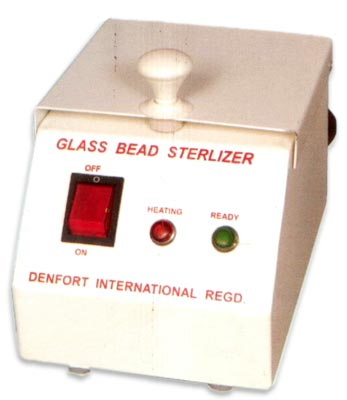 GLASS BEAD STERLIZER
OFF
HEATING
READY
ON
DENFORT INTERNATIONAL REGD.